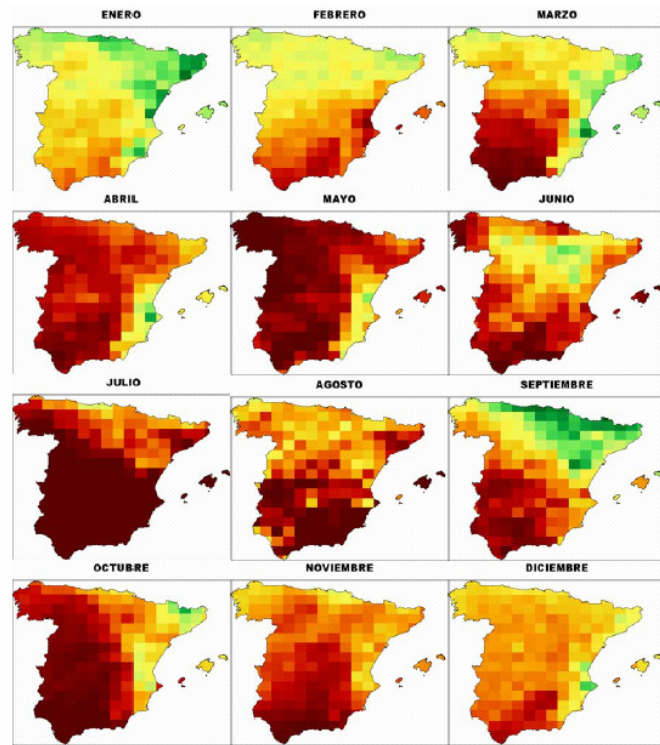 ENERO
FEBRERO
MARZO
ABRIL
MAYO
JUNIO
JULIO
AGOSTO
SEPTIEMBRE
OCTUBRE
NOVIEMBRE
DICIEMBRE